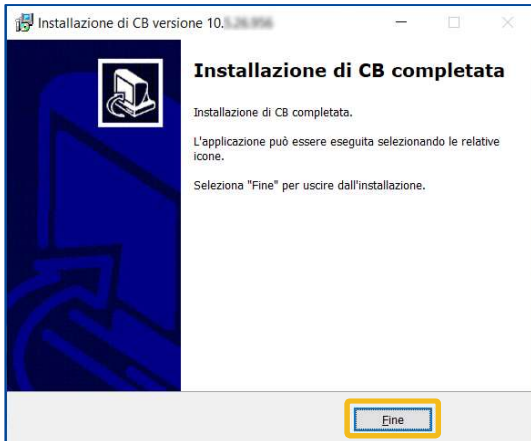 Installazione di CB versione 10.
Installazione di CB completata
Installazione di CB completata.
L'applicazione può essere eseguita selezionando le relative
icone.
Seleziona "Fine" per uscire dall'installazione.
Fine